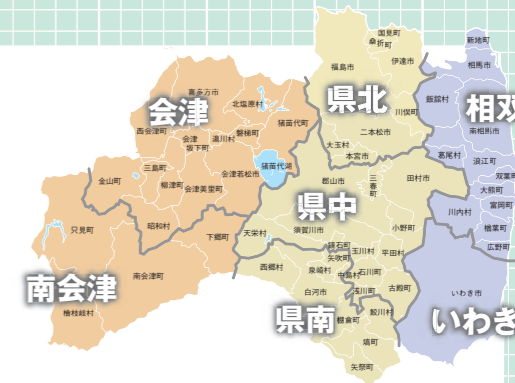 国見町
桑折町
伊達市
福島市
県北
川俣町
二本松市
大玉村
本宮市
新地町
相馬市
飯舘村
相双
南相馬市
葛尾村
浪江町
双葉町
大熊町
富岡町
川内村
楢葉町
広野町
喜多方市
会津
北塩原村
西会津町
会津
坂下町
湯川村
磐梯町
猪苗代町
猪苗代湖
三島町
金山町
柳津町
会津美里町
会津若松市
郡山市
三春町
田村市
県中
昭和村
只見町
下郷町
天栄村
須賀川市
小野町
鏡石町
矢吹町
玉川村
平田村
西郷村
泉崎村
中島村
石川町
南会津
南会津町
白河市
浅川町
古殿町
いわき市
檜枝岐村
県南
棚倉町
鮫川村
いわき
塙町
矢祭町